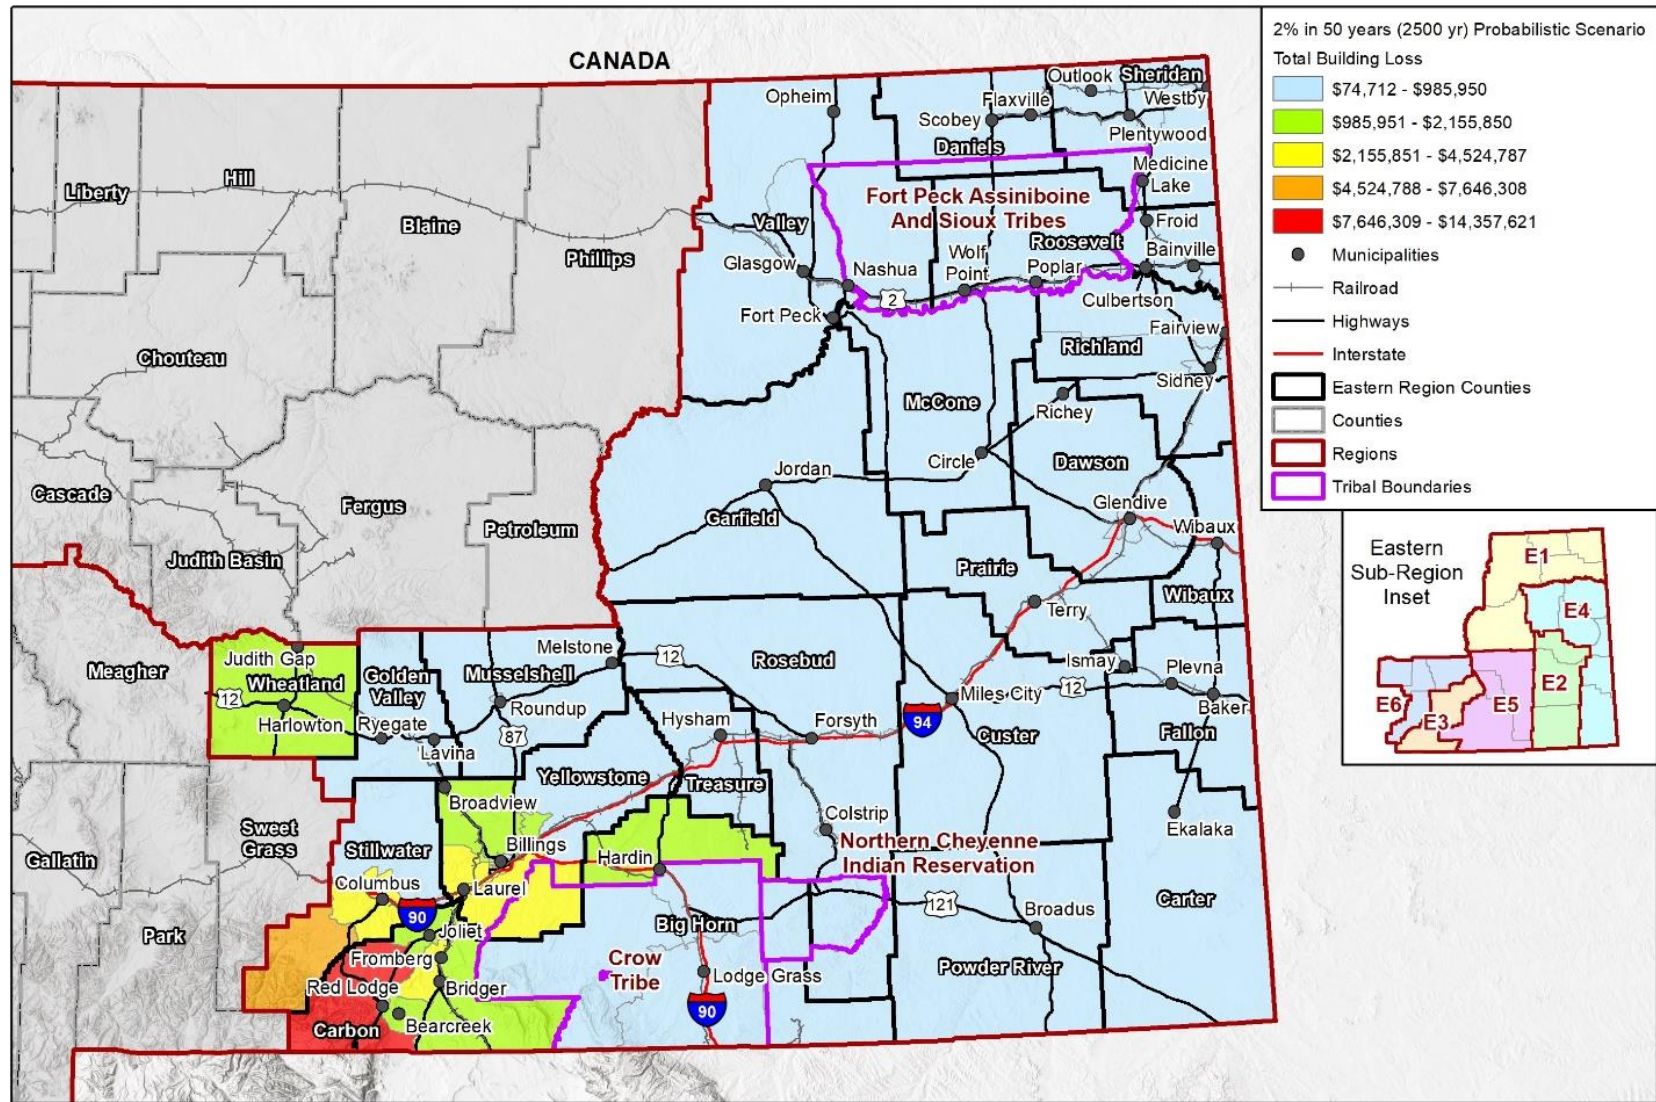 CANADA
2% in 50 years (2500 yr) Probabilistic Scenario
Total Building Loss
$74,712 - $985,950
$985,951 - $2,155,850
$2,155,851 - $4,524,787
$4,524,788 - $7,646,308
$7,646,309 - $14,357,621
Municipalities
Railroad
Highways
Interstate
Eastern Region Counties
Counties
Regions
Tribal Boundaries
Eastern
Sub-Region
Inset
E1
E4
E2
E5
E6
E3
Outlook
Sheridan
Opheim
Flaxville
Westby
Scobey
Plentywood
Daniels
Medicine
Lake
Liberty
Hill
Fort Peck Assiniboine
And Sioux Tribes
Blaine
Valley
Froid
Roosevelt
Phillips
Wolf
Point
Bainville
Glasgow
Nashua
Poplar
2
Culbertson
Fort Peck
Fairview
Chouteau
Richland
Sidney
McCone
Richey
Circle
Dawson
Jordan
Cascade
Fergus
Glendive
Garfield
Petroleum
Wibaux
Judith Basin
Prairie
Terry
Wibaux
Melstone
Judith Gap
Meagher
Golden
Valley
Musselshell
12
Rosebud
Ismay
Plevna
Wheatland
12
12
Miles City
Roundup
Baker
Harlowton
Ryegate
Hysham
Forsyth
94
87
Custer
Fallon
Lavina
Yellowstone
Treasure
Broadview
Colstrip
Ekalaka
Sweet
Grass
Billings
Northern Cheyenne
Indian Reservation
Stillwater
Hardin
Gallatin
Columbus
Laurel
Carter
90
121
Broadus
Big Horn
Park
Joliet
Fromberg
Crow
Tribe
Powder River
Lodge Grass
Red Lodge
Bridger
90
Bearcreek
Carbon